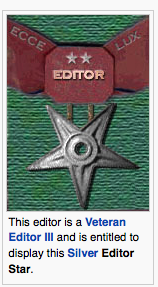 ECCE LUX
EDITOR
This editor is a Veteran
Editor III and is entitled to
display this Silver Editor
Star.